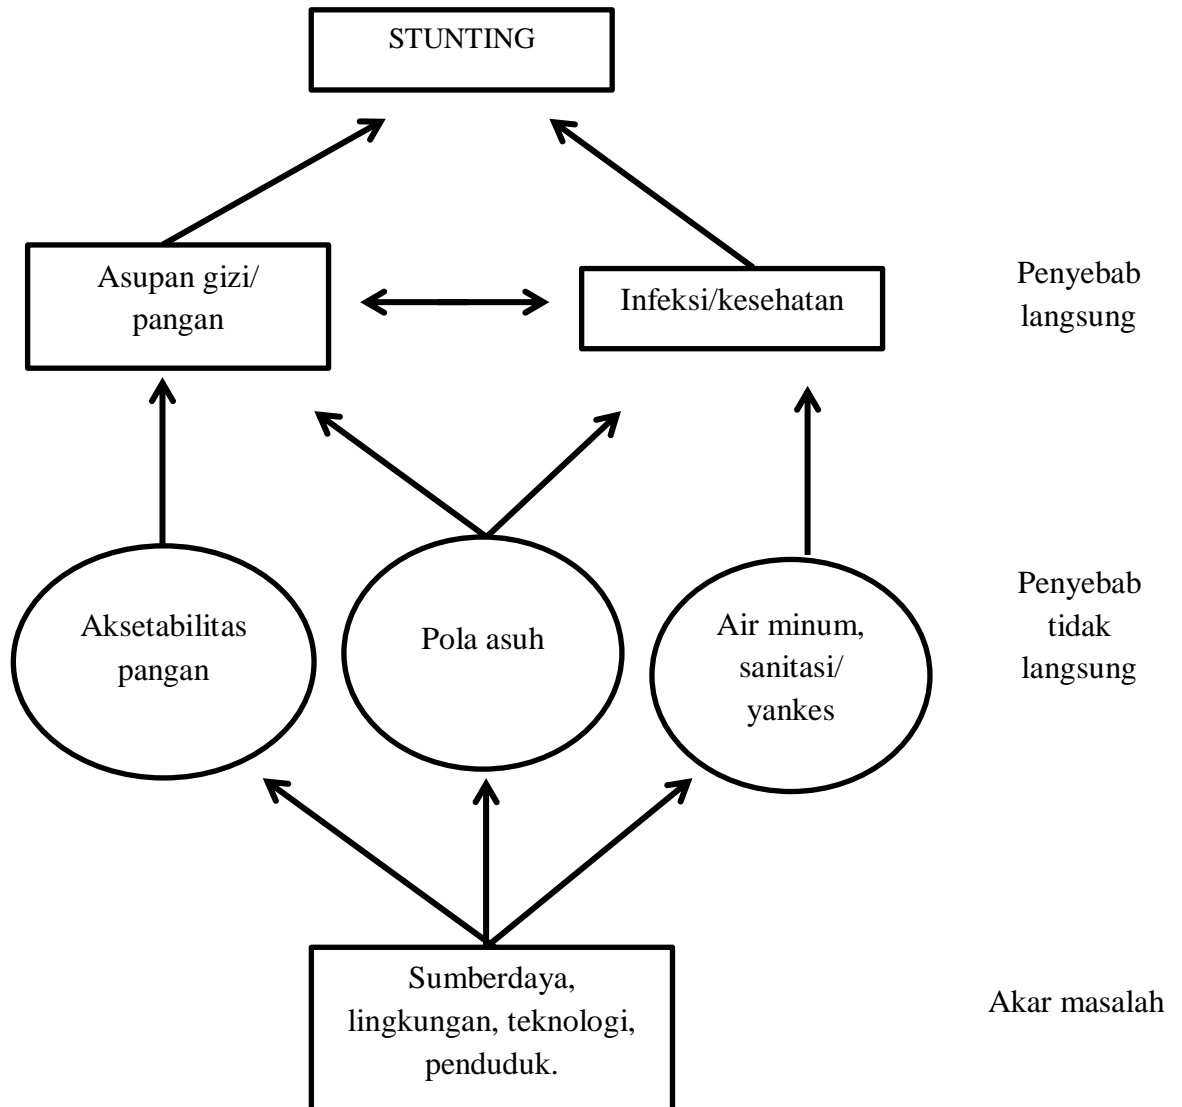 STUNTING
Asupan gizi/
pangan
Infeksi/kesehatan
Penyebab
langsung
Aksetabilitas
pangan
Pola asuh
Air minum,
sanitasi/
yankes
Penyebab
tidak
langsung
Sumberdaya,
lingkungan, teknologi,
penduduk.
Akar masalah